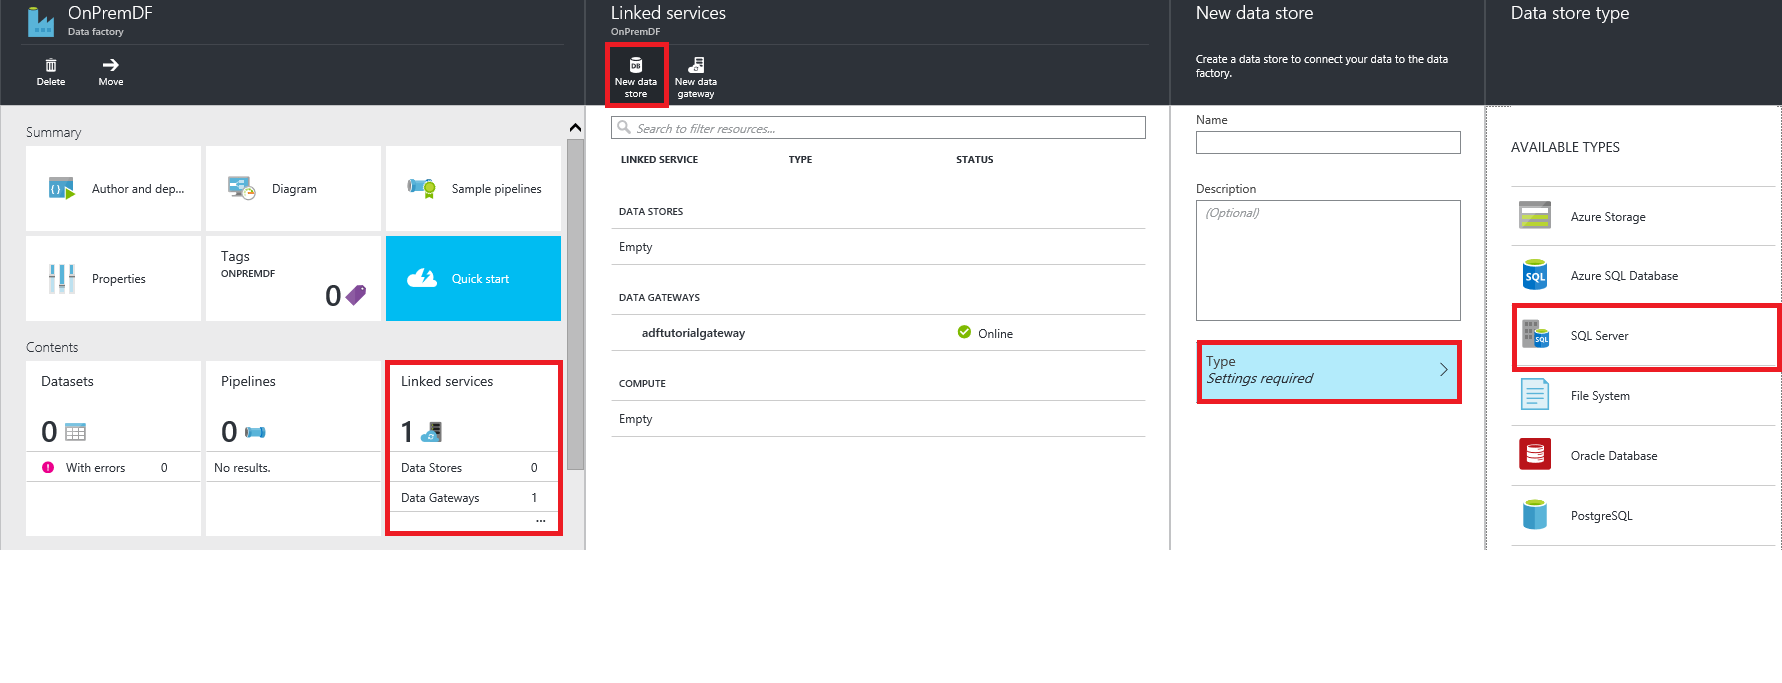 OnPremDF
Data factory
Delete
Move
Summary
Author and dep...
Diagram
Sample pipelines
Properties
Tags
ONPREMDF
0
Quick start
Contents
Datasets
0
With errors 0
Pipelines
0
No results.
Linked services
1
Data Stores 0
Data Gateways 1
...
Linked services
OnPremDF
DB
New data
store
New data
gateway
Search to filter resources...
LINKED SERVICE TYPE STATUS
DATA STORES
Empty
DATA GATEWAYS
adftutorialgateway Online
COMPUTE
Empty
New data store
Create a data store to connect your data to the data
factory.
Name
Description
(Optional)
Type
Settings required
Data store type
AVAILABLE TYPES
Azure Storage
SQL
Azure SQL Database
SQL
SQL Server
File System
Oracle Database
PostgreSQL